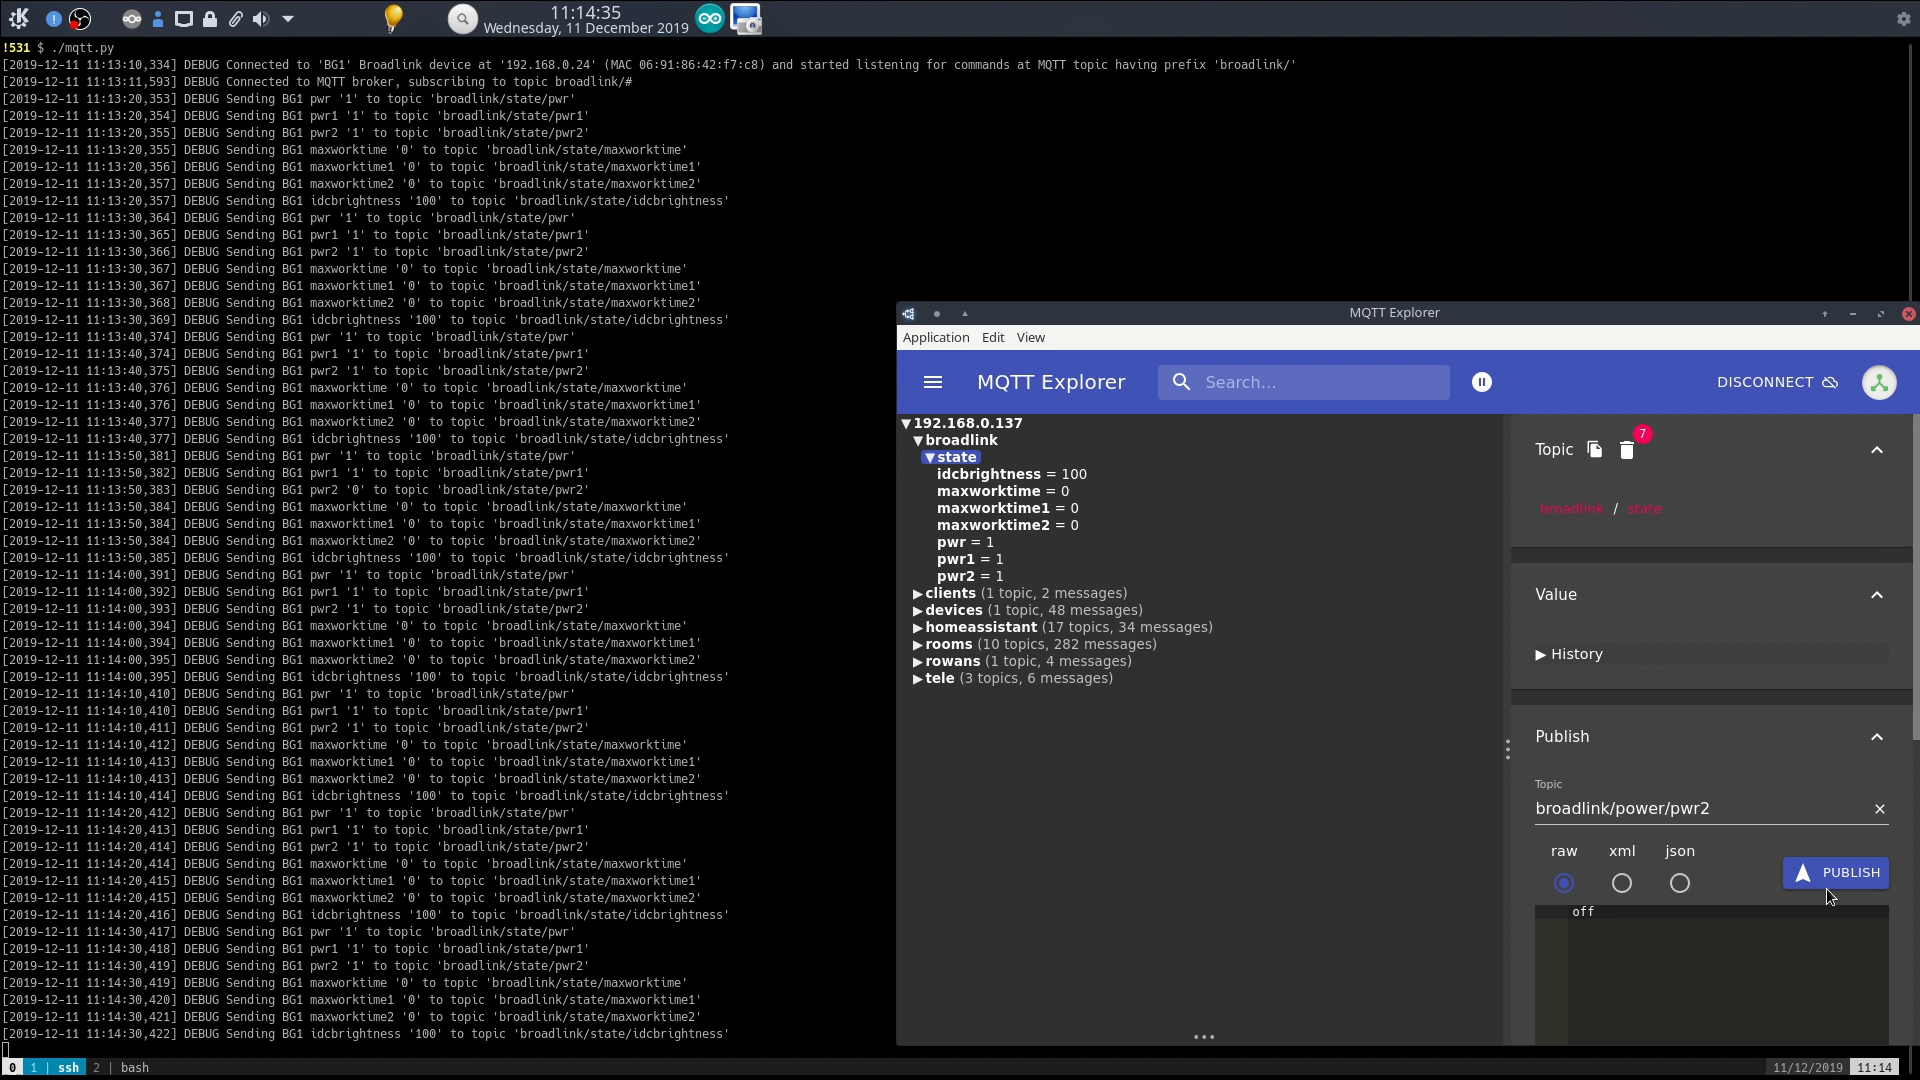 11:14:35
Wednesday, 11 December 2019
!531 $ ./mqtt.py
[2019-12-11 11:13:10,334] DEBUG Connected to 'BG1' Broadlink device at '192.168.0.24' (MAC 06:91:86:42:f7:c8) and started listening for commands at MQTT topic having prefix 'broadlink/'
[2019-12-11 11:13:11,593] DEBUG Connected to MQTT broker, subscribing to topic broadlink/#
[2019-12-11 11:13:20,353] DEBUG Sending BG1 pwr '1' to topic 'broadlink/state/pwr'
[2019-12-11 11:13:20,354] DEBUG Sending BG1 pwr1 '1' to topic 'broadlink/state/pwr1'
[2019-12-11 11:13:20,355] DEBUG Sending BG1 pwr2 '1' to topic 'broadlink/state/pwr2'
[2019-12-11 11:13:20,355] DEBUG Sending BG1 maxworktime '0' to topic 'broadlink/state/maxworktime'
[2019-12-11 11:13:20,356] DEBUG Sending BG1 maxworktime1 '0' to topic 'broadlink/state/maxworktime1'
[2019-12-11 11:13:20,357] DEBUG Sending BG1 maxworktime2 '0' to topic 'broadlink/state/maxworktime2'
[2019-12-11 11:13:20,357] DEBUG Sending BG1 idcbrightness '100' to topic 'broadlink/state/idcbrightness'
[2019-12-11 11:13:30,364] DEBUG Sending BG1 pwr '1' to topic 'broadlink/state/pwr'
[2019-12-11 11:13:30,365] DEBUG Sending BG1 pwr1 '1' to topic 'broadlink/state/pwr1'
[2019-12-11 11:13:30,366] DEBUG Sending BG1 pwr2 '1' to topic 'broadlink/state/pwr2'
[2019-12-11 11:13:30,367] DEBUG Sending BG1 maxworktime '0' to topic 'broadlink/state/maxworktime'
[2019-12-11 11:13:30,367] DEBUG Sending BG1 maxworktime1 '0' to topic 'broadlink/state/maxworktime1'
[2019-12-11 11:13:30,368] DEBUG Sending BG1 maxworktime2 '0' to topic 'broadlink/state/maxworktime2'
[2019-12-11 11:13:30,369] DEBUG Sending BG1 idcbrightness '100' to topic 'broadlink/state/idcbrightness'
[2019-12-11 11:13:40,374] DEBUG Sending BG1 pwr '1' to topic 'broadlink/state/pwr'
[2019-12-11 11:13:40,374] DEBUG Sending BG1 pwr1 '1' to topic 'broadlink/state/pwr1'
[2019-12-11 11:13:40,375] DEBUG Sending BG1 pwr2 '1' to topic 'broadlink/state/pwr2'
[2019-12-11 11:13:40,376] DEBUG Sending BG1 maxworktime '0' to topic 'broadlink/state/maxworktime'
[2019-12-11 11:13:40,376] DEBUG Sending BG1 maxworktime1 '0' to topic 'broadlink/state/maxworktime1'
[2019-12-11 11:13:40,377] DEBUG Sending BG1 maxworktime2 '0' to topic 'broadlink/state/maxworktime2'
[2019-12-11 11:13:40,377] DEBUG Sending BG1 idcbrightness '100' to topic 'broadlink/state/idcbrightness'
[2019-12-11 11:13:50,381] DEBUG Sending BG1 pwr '1' to topic 'broadlink/state/pwr'
[2019-12-11 11:13:50,382] DEBUG Sending BG1 pwr1 '1' to topic 'broadlink/state/pwr1'
[2019-12-11 11:13:50,383] DEBUG Sending BG1 pwr2 '0' to topic 'broadlink/state/pwr2'
[2019-12-11 11:13:50,384] DEBUG Sending BG1 maxworktime '0' to topic 'broadlink/state/maxworktime'
[2019-12-11 11:13:50,384] DEBUG Sending BG1 maxworktime1 '0' to topic 'broadlink/state/maxworktime1'
[2019-12-11 11:13:50,384] DEBUG Sending BG1 maxworktime2 '0' to topic 'broadlink/state/maxworktime2'
[2019-12-11 11:13:50,385] DEBUG Sending BG1 idcbrightness '100' to topic 'broadlink/state/idcbrightness'
[2019-12-11 11:14:00,391] DEBUG Sending BG1 pwr '1' to topic 'broadlink/state/pwr'
[2019-12-11 11:14:00,392] DEBUG Sending BG1 pwr1 '1' to topic 'broadlink/state/pwr1'
[2019-12-11 11:14:00,393] DEBUG Sending BG1 pwr2 '1' to topic 'broadlink/state/pwr2'
[2019-12-11 11:14:00,394] DEBUG Sending BG1 maxworktime '0' to topic 'broadlink/state/maxworktime'
[2019-12-11 11:14:00,394] DEBUG Sending BG1 maxworktime1 '0' to topic 'broadlink/state/maxworktime1'
[2019-12-11 11:14:00,395] DEBUG Sending BG1 maxworktime2 '0' to topic 'broadlink/state/maxworktime2'
[2019-12-11 11:14:00,395] DEBUG Sending BG1 idcbrightness '100' to topic 'broadlink/state/idcbrightness'
[2019-12-11 11:14:10,410] DEBUG Sending BG1 pwr '1' to topic 'broadlink/state/pwr'
[2019-12-11 11:14:10,410] DEBUG Sending BG1 pwr1 '1' to topic 'broadlink/state/pwr1'
[2019-12-11 11:14:10,411] DEBUG Sending BG1 pwr2 '1' to topic 'broadlink/state/pwr2'
[2019-12-11 11:14:10,412] DEBUG Sending BG1 maxworktime '0' to topic 'broadlink/state/maxworktime'
[2019-12-11 11:14:10,413] DEBUG Sending BG1 maxworktime1 '0' to topic 'broadlink/state/maxworktime1'
[2019-12-11 11:14:10,413] DEBUG Sending BG1 maxworktime2 '0' to topic 'broadlink/state/maxworktime2'
[2019-12-11 11:14:10,414] DEBUG Sending BG1 idcbrightness '100' to topic 'broadlink/state/idcbrightness'
[2019-12-11 11:14:20,412] DEBUG Sending BG1 pwr '1' to topic 'broadlink/state/pwr'
[2019-12-11 11:14:20,413] DEBUG Sending BG1 pwr1 '1' to topic 'broadlink/state/pwr1'
[2019-12-11 11:14:20,414] DEBUG Sending BG1 pwr2 '1' to topic 'broadlink/state/pwr2'
[2019-12-11 11:14:20,414] DEBUG Sending BG1 maxworktime '0' to topic 'broadlink/state/maxworktime'
[2019-12-11 11:14:20,415] DEBUG Sending BG1 maxworktime1 '0' to topic 'broadlink/state/maxworktime1'
[2019-12-11 11:14:20,415] DEBUG Sending BG1 maxworktime2 '0' to topic 'broadlink/state/maxworktime2'
[2019-12-11 11:14:20,416] DEBUG Sending BG1 idcbrightness '100' to topic 'broadlink/state/idcbrightness'
[2019-12-11 11:14:30,417] DEBUG Sending BG1 pwr '1' to topic 'broadlink/state/pwr'
[2019-12-11 11:14:30,418] DEBUG Sending BG1 pwr1 '1' to topic 'broadlink/state/pwr1'
[2019-12-11 11:14:30,419] DEBUG Sending BG1 pwr2 '1' to topic 'broadlink/state/pwr2'
[2019-12-11 11:14:30,419] DEBUG Sending BG1 maxworktime '0' to topic 'broadlink/state/maxworktime'
[2019-12-11 11:14:30,420] DEBUG Sending BG1 maxworktime1 '0' to topic 'broadlink/state/maxworktime1'
[2019-12-11 11:14:30,421] DEBUG Sending BG1 maxworktime2 '0' to topic 'broadlink/state/maxworktime2'
[2019-12-11 11:14:30,422] DEBUG Sending BG1 idcbrightness '100' to topic 'broadlink/state/idcbrightness'
MQTT Explorer
Application Edit View
MQTT Explorer Search... DISCONNECT
▼192.168.0.137
▼broadlink
▼state
idcbrightness = 100
maxworktime = 0
maxworktime1 = 0
maxworktime2 = 0
pwr = 1
pwr1 = 1
pwr2 = 1
▶clients (1 topic, 2 messages)
▶devices (1 topic, 48 messages)
▶homeassistant (17 topics, 34 messages)
▶rooms (10 topics, 282 messages)
▶rowans (1 topic, 4 messages)
▶tele (3 topics, 6 messages)
Topic 7
broadlink / state
Value
▶ History
Publish
Topic
broadlink/power/pwr2
raw xml json
PUBLISH
off
0 1 | ssh 2 | bash 11/12/2019 11:14